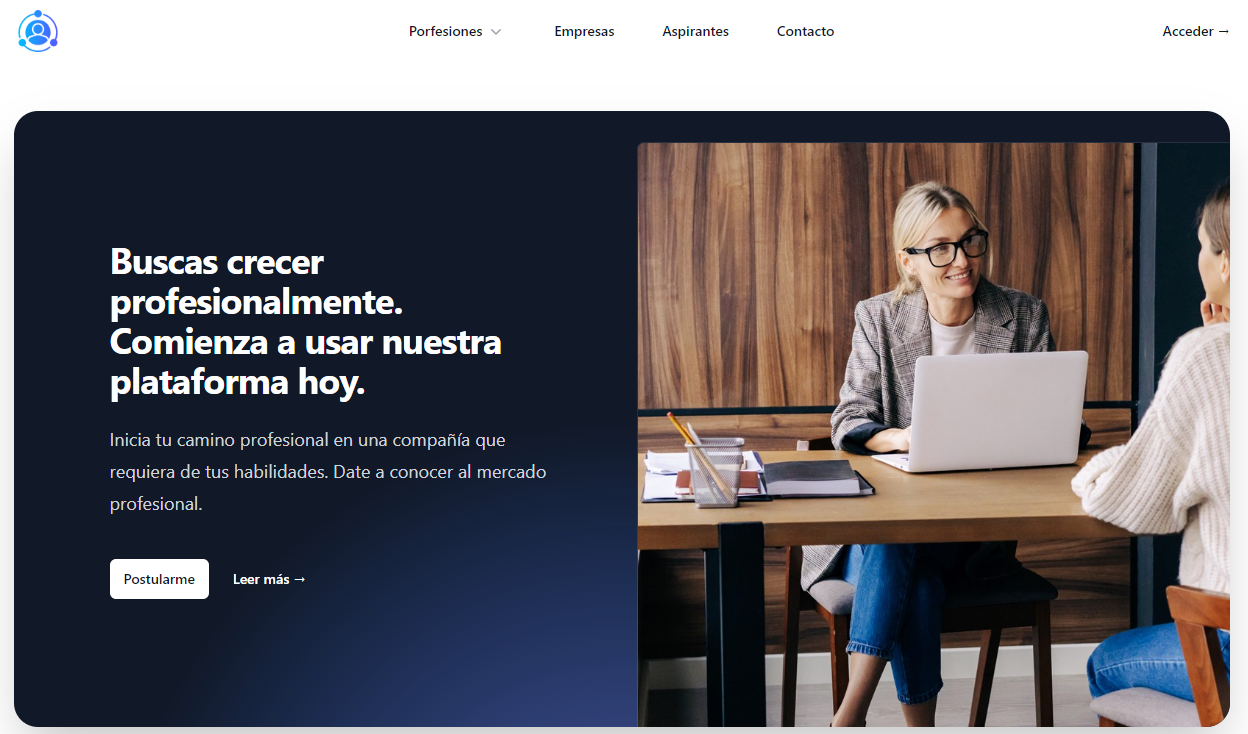 Porfesiones
Empresas
Aspirantes
Contacto
Acceder →
Buscas crecer
profesionalmente.
Comienza a usar nuestra
plataforma hoy.
Inicia tu camino profesional en una compañía que
requiera de tus habilidades. Date a conocer al mercado
profesional.
Postularme
Leer más →